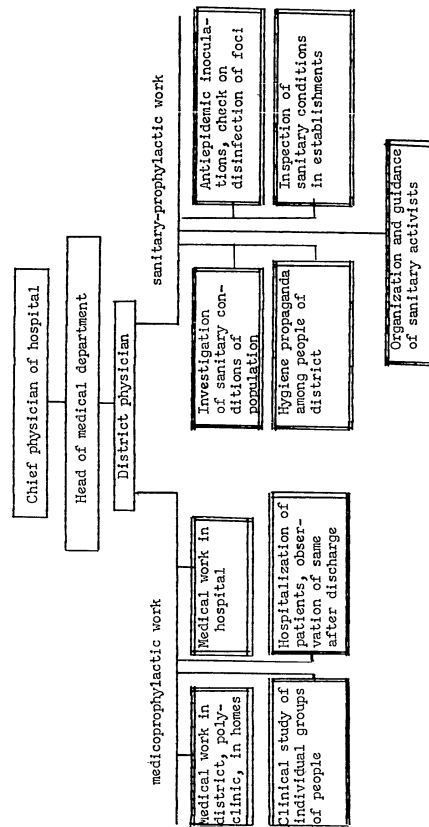 Chief physician of hospital
Head of medical department
District physician
medicoprophylactic work
sanitary-prophylactic work
Medical work in
district, poly-
clinic, in homes
Medical work in
hospital
Investigation
of sanitary con-
ditions of
population
Antiepidemic inocula-
tions, check on
disinfection of foci
Clinical study of
individual groups
of people
Hospitalization of
patients, obser-
vation of same
after discharge
Hygiene propaganda
among people of
district
Inspection of
sanitary conditions
in establishments
Organization and guidance
of sanitary activists